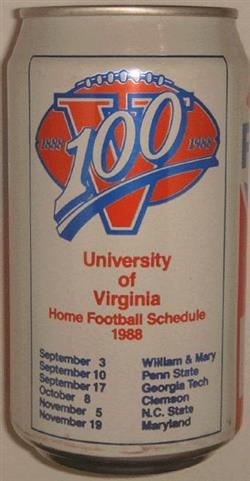 1888 100 1988
University
of
Virginia
Home Football Schedule
1988
September 3 William & Mary
September 10 Penn State
September 17 Georgia Tech
October 8 Clemson
November 5 N.C. State
November 19 Maryland